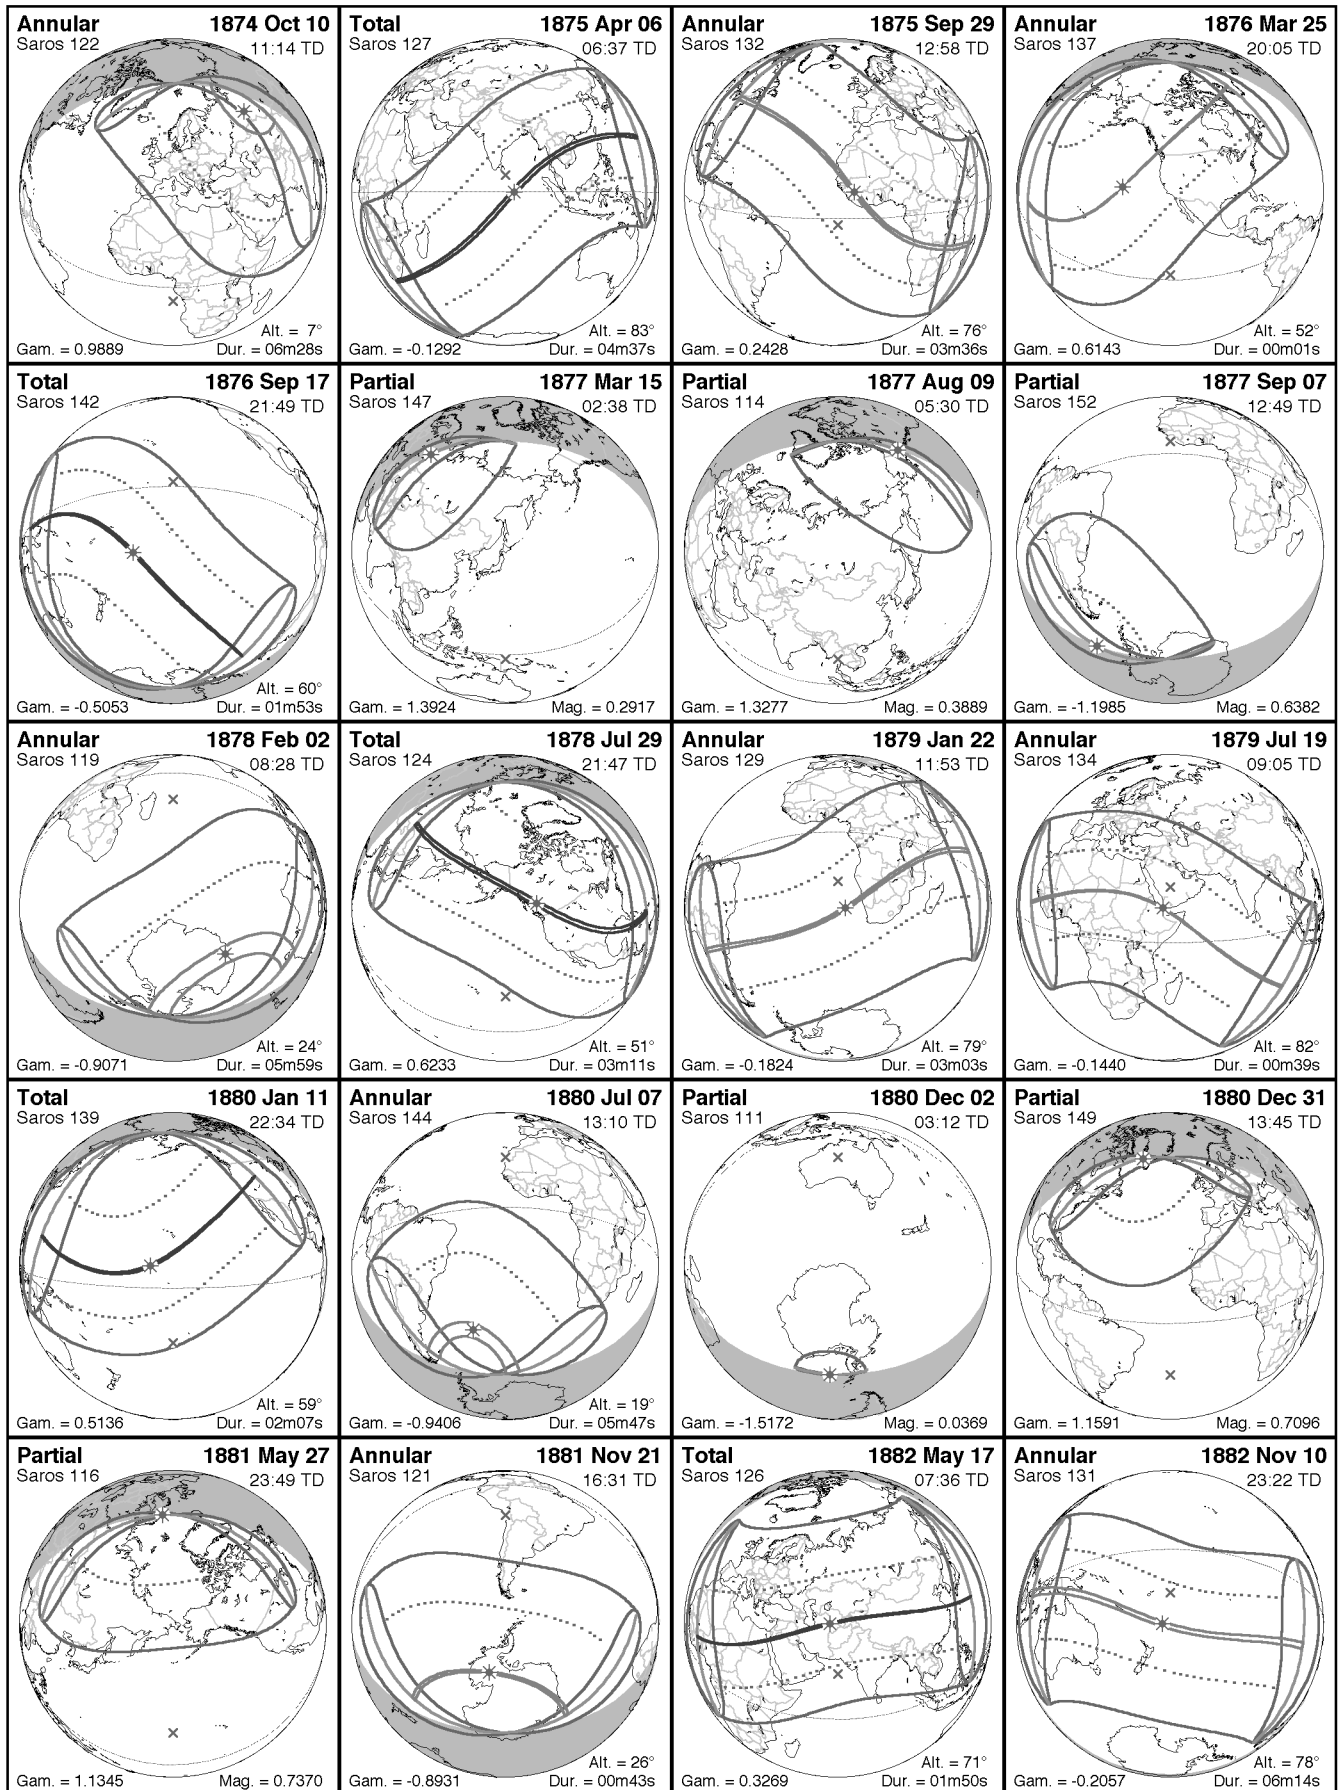 Annular 1874 Oct 10
Saros 122 11:14 TD
Alt. = 7°
Gam. = 0.9889 Dur. = 06m28s
Total 1875 Apr 06
Saros 127 06:37 TD
Alt. = 83°
Gam. = -0.1292 Dur. = 04m37s
Annular 1875 Sep 29
Saros 132 12:58 TD
Alt. = 76°
Gam. = 0.2428 Dur. = 03m36s
Annular 1876 Mar 25
Saros 137 20:05 TD
Alt. = 52°
Gam. = 0.6143 Dur. = 00m01s
Total 1876 Sep 17
Saros 142 21:49 TD
Alt. = 60°
Gam. = -0.5053 Dur. = 01m53s
Partial 1877 Mar 15
Saros 147 02:38 TD
Gam. = 1.3924 Mag. = 0.2917
Partial 1877 Aug 09
Saros 114 05:30 TD
Gam. = 1.3277 Mag. = 0.3889
Partial 1877 Sep 07
Saros 152 12:49 TD
Gam. = -1.1985 Mag. = 0.6382
Annular 1878 Feb 02
Saros 119 08:28 TD
Alt. = 24°
Gam. = -0.9071 Dur. = 05m59s
Total 1878 Jul 29
Saros 124 21:47 TD
Alt. = 51°
Gam. = 0.6233 Dur. = 03m11s
Annular 1879 Jan 22
Saros 129 11:53 TD
Alt. = 79°
Gam. = -0.1824 Dur. = 03m03s
Annular 1879 Jul 19
Saros 134 09:05 TD
Alt. = 82°
Gam. = -0.1440 Dur. = 00m39s
Total 1880 Jan 11
Saros 139 22:34 TD
Alt. = 59°
Gam. = 0.5136 Dur. = 02m07s
Annular 1880 Jul 07
Saros 144 13:10 TD
Alt. = 19°
Gam. = -0.9406 Dur. = 05m47s
Partial 1880 Dec 02
Saros 111 03:12 TD
Gam. = -1.5172 Mag. = 0.0369
Partial 1880 Dec 31
Saros 149 13:45 TD
Gam. = 1.1591 Mag. = 0.7096
Partial 1881 May 27
Saros 116 23:49 TD
Gam. = 1.1345 Mag. = 0.7370
Annular 1881 Nov 21
Saros 121 16:31 TD
Alt. = 26°
Gam. = -0.8931 Dur. = 00m43s
Total 1882 May 17
Saros 126 07:36 TD
Alt. = 71°
Gam. = 0.3269 Dur. = 01m50s
Annular 1882 Nov 10
Saros 131 23:22 TD
Alt. = 78°
Gam. = -0.2057 Dur. = 06m14s